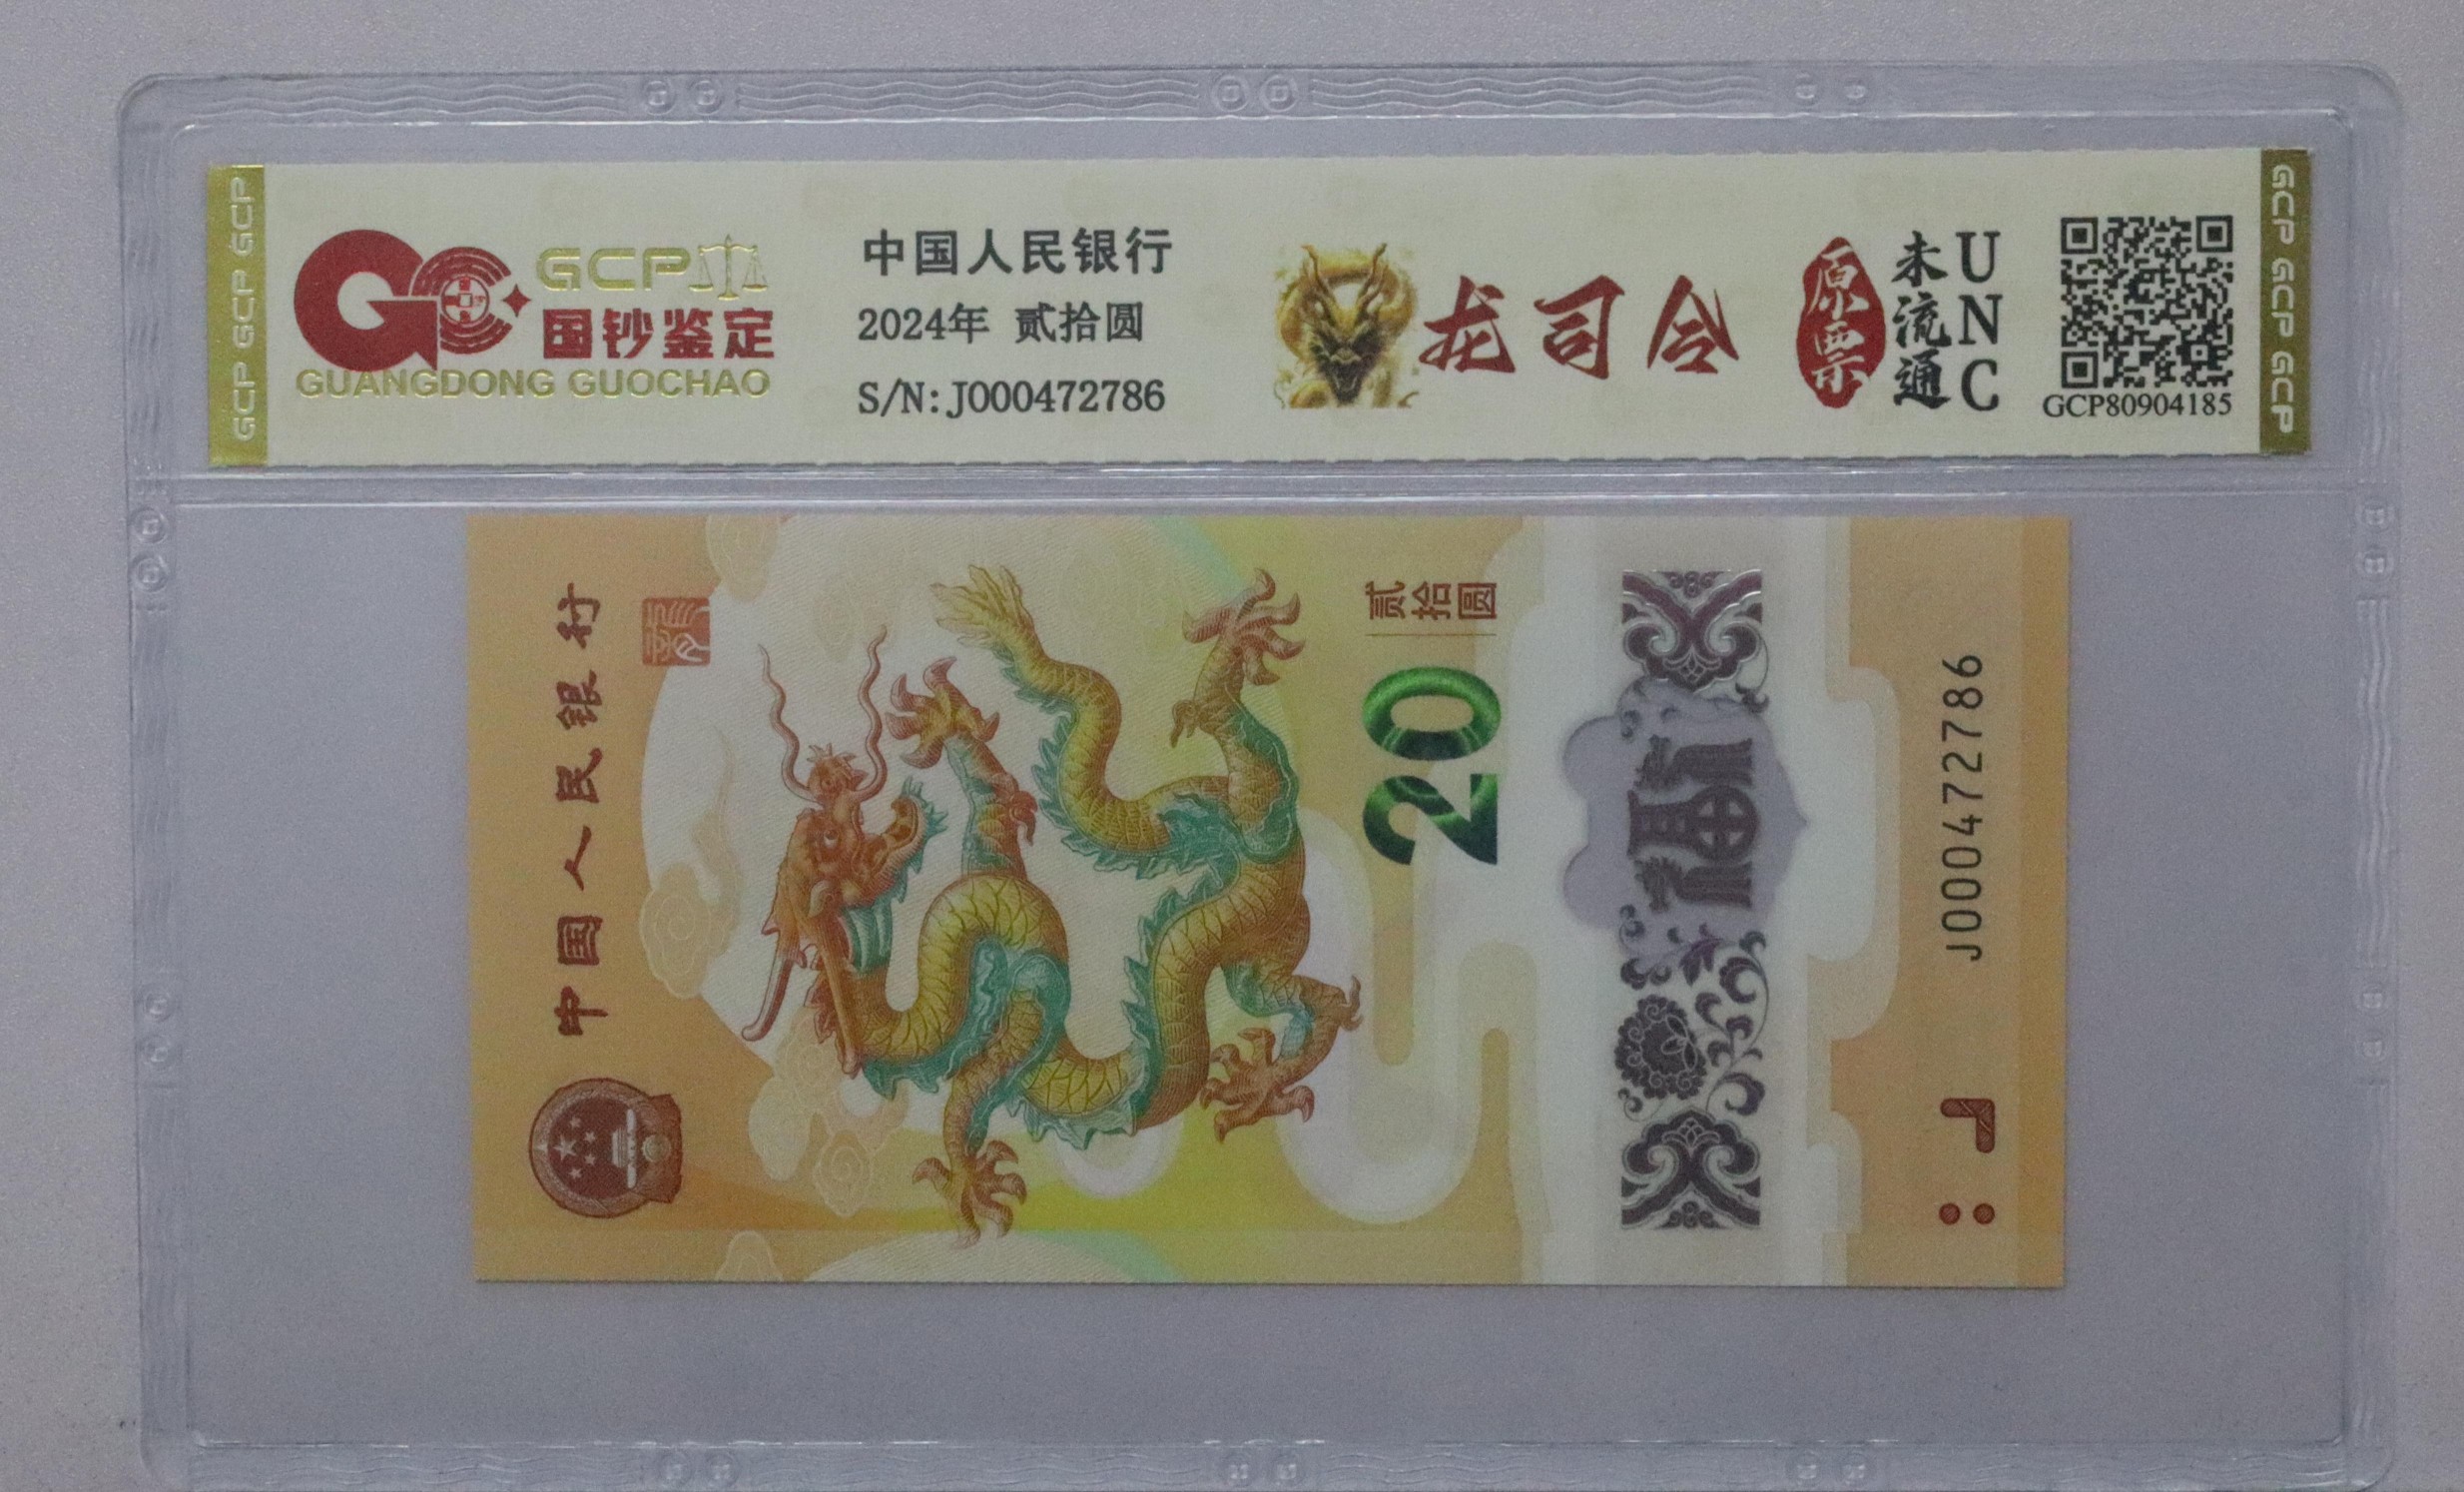 GCP GCP GCP
GCP
国钞鉴定
GUANGDONG GUOCHAO
中国人民银行
2024年 贰拾圆
S/N:J000472786
龙司令
原票
未流通
UNC
GCP80904185
GCP GCP GCP
中国人民银行
贰拾圆
20
福
J000472786